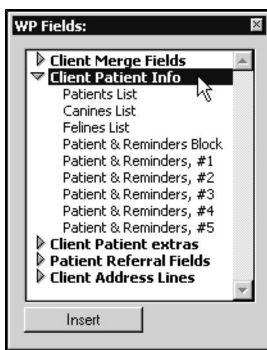 WP Fields:
Client Merge Fields
Client Patient Info
Patients List
Canines List
Felines List
Patient & Reminders Block
Patient & Reminders, #1
Patient & Reminders, #2
Patient & Reminders, #3
Patient & Reminders, #4
Patient & Reminders, #5
Client Patient extras
Patient Referral Fields
Client Address Lines
Insert